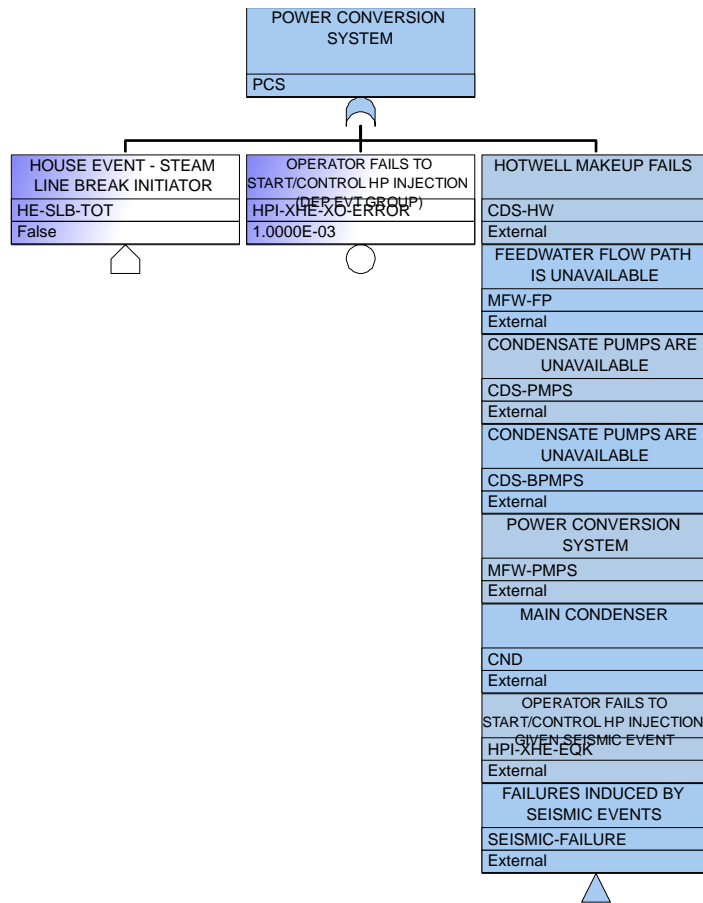 POWER CONVERSION
SYSTEM
PCS
HOUSE EVENT - STEAM
LINE BREAK INITIATOR
HE-SLB-TOT
False
OPERATOR FAILS TO
START/CONTROL HP INJECTION
(DEP EVT GROUP)
HPI-XHE-XO-ERROR
1.0000E-03
HOTWELL MAKEUP FAILS
CDS-HW
External
FEEDWATER FLOW PATH
IS UNAVAILABLE
MFW-FP
External
CONDENSATE PUMPS ARE
UNAVAILABLE
CDS-PMPS
External
CONDENSATE PUMPS ARE
UNAVAILABLE
CDS-BPMPS
External
POWER CONVERSION
SYSTEM
MFW-PMPS
External
MAIN CONDENSER
CND
External
OPERATOR FAILS TO
START/CONTROL HP INJECTION
GIVEN SEISMIC EVENT
HPI-XHE-EQK
External
FAILURES INDUCED BY
SEISMIC EVENTS
SEISMIC-FAILURE
External